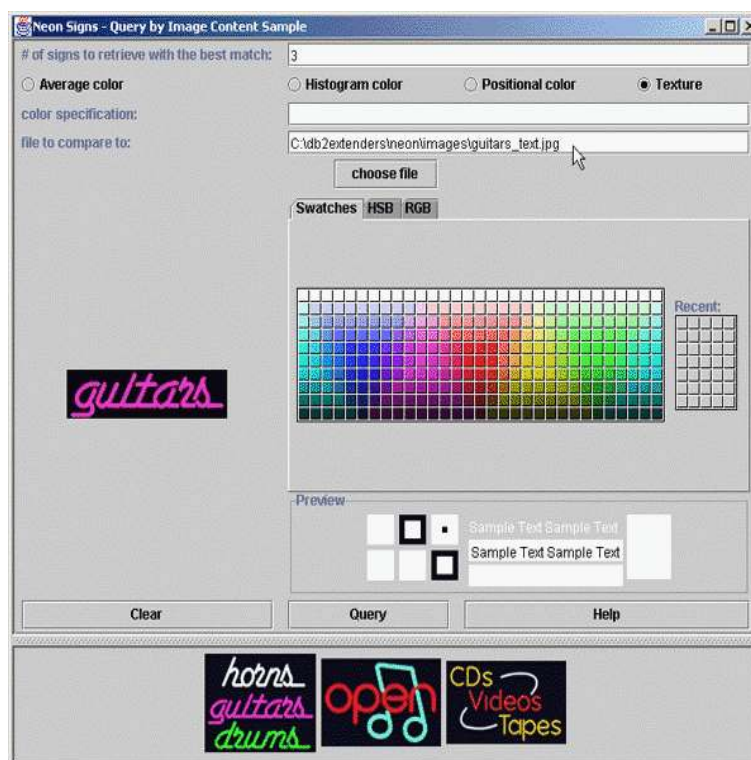 Neon Signs - Query by Image Content Sample
# of signs to retrieve with the best match: 3
Average color Histogram color Positional color Texture
color specification:
file to compare to: C:\db2extenders\neon\images\guitars_text.jpg
choose file
Swatches HSB RGB
Recent:
guitars
Preview
Sample Text Sample Text
Sample Text Sample Text
Clear Query Help
horns
guitars
drums
open
CDs
Videos
Tapes